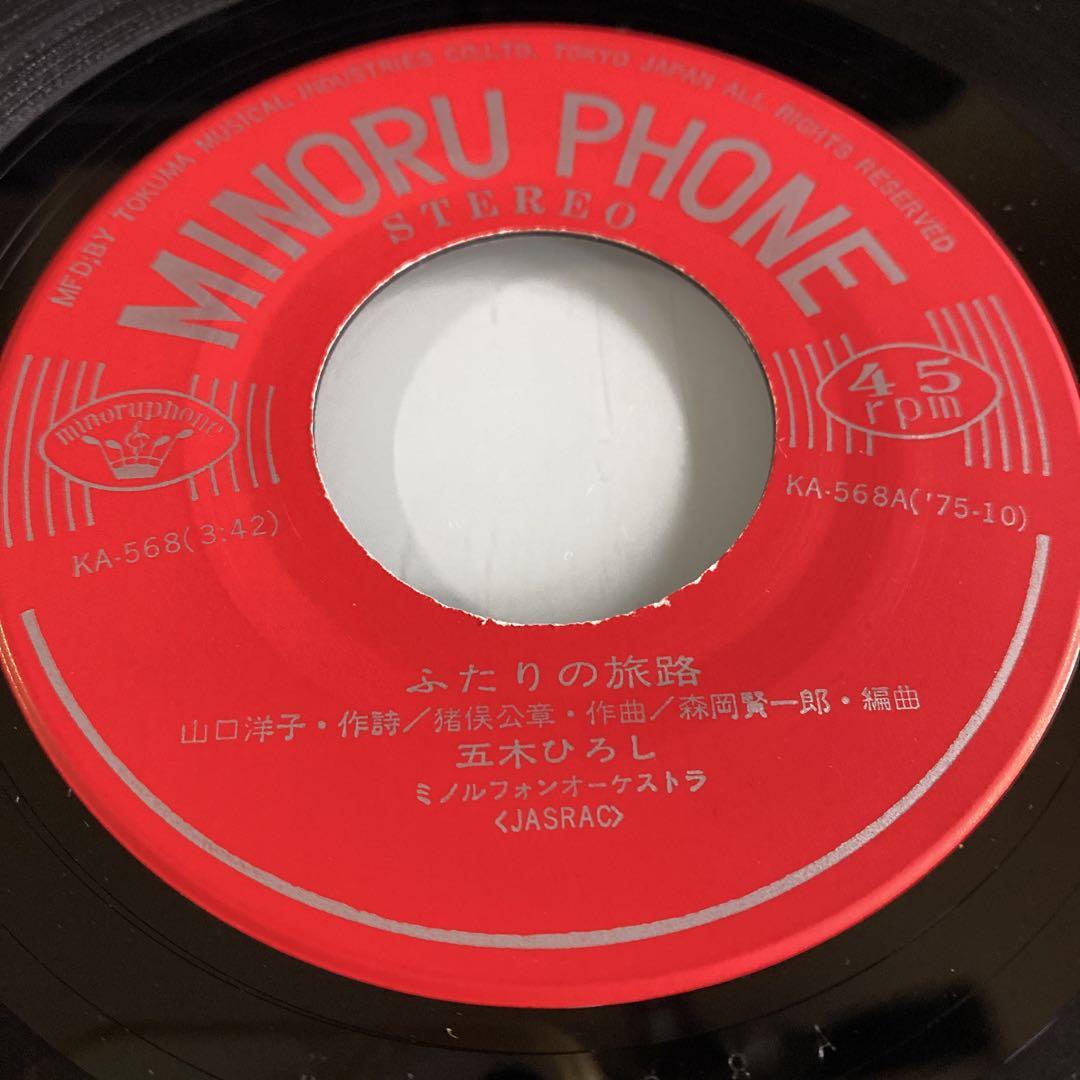 MFD;BY TOKUMA MUSICAL INDUSTRIES CO.LTD. TOKYO JAPAN ALL RIGHTS RESERVED
MINORU PHONE
STEREO
minoruphone
45
rpm
KA-568(3:42)
KA-568A('75-10)
ふたりの旅路
山口洋子・作詩/猪俣公章・作曲/森岡賢一郎・編曲
五木ひろし
ミノルフォンオーケストラ
<JASRAC>